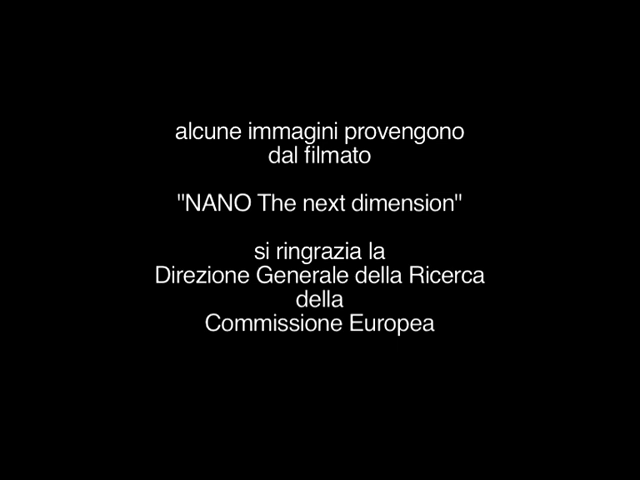 alcune immagini provengono
dal filmato
"NANO The next dimension"
si ringrazia la
Direzione Generale della Ricerca
della
Commissione Europea